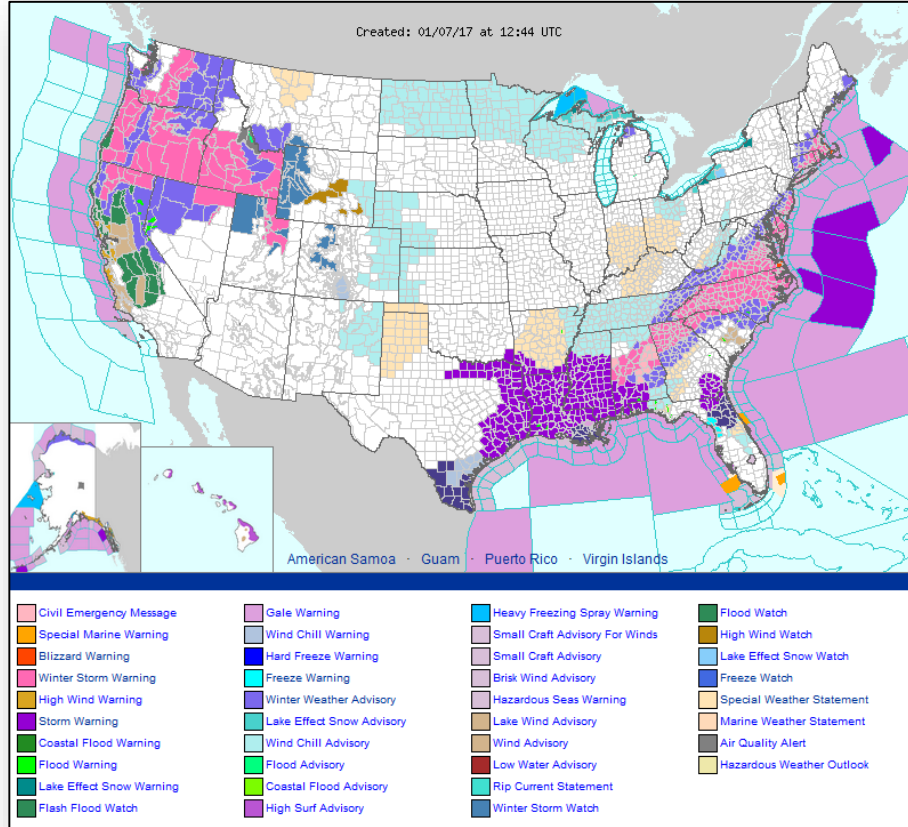 Created: 01/07/17 at 12:44 UTC
American Samoa · Guam · Puerto Rico · Virgin Islands
Civil Emergency Message
Special Marine Warning
Blizzard Warning
Winter Storm Warning
High Wind Warning
Storm Warning
Coastal Flood Warning
Flood Warning
Lake Effect Snow Warning
Flash Flood Watch
Gale Warning
Wind Chill Warning
Hard Freeze Warning
Freeze Warning
Winter Weather Advisory
Lake Effect Snow Advisory
Wind Chill Advisory
Flood Advisory
Coastal Flood Advisory
High Surf Advisory
Heavy Freezing Spray Warning
Small Craft Advisory For Winds
Small Craft Advisory
Brisk Wind Advisory
Hazardous Seas Warning
Lake Wind Advisory
Wind Advisory
Low Water Advisory
Rip Current Statement
Winter Storm Watch
Flood Watch
High Wind Watch
Lake Effect Snow Watch
Freeze Watch
Special Weather Statement
Marine Weather Statement
Air Quality Alert
Hazardous Weather Outlook